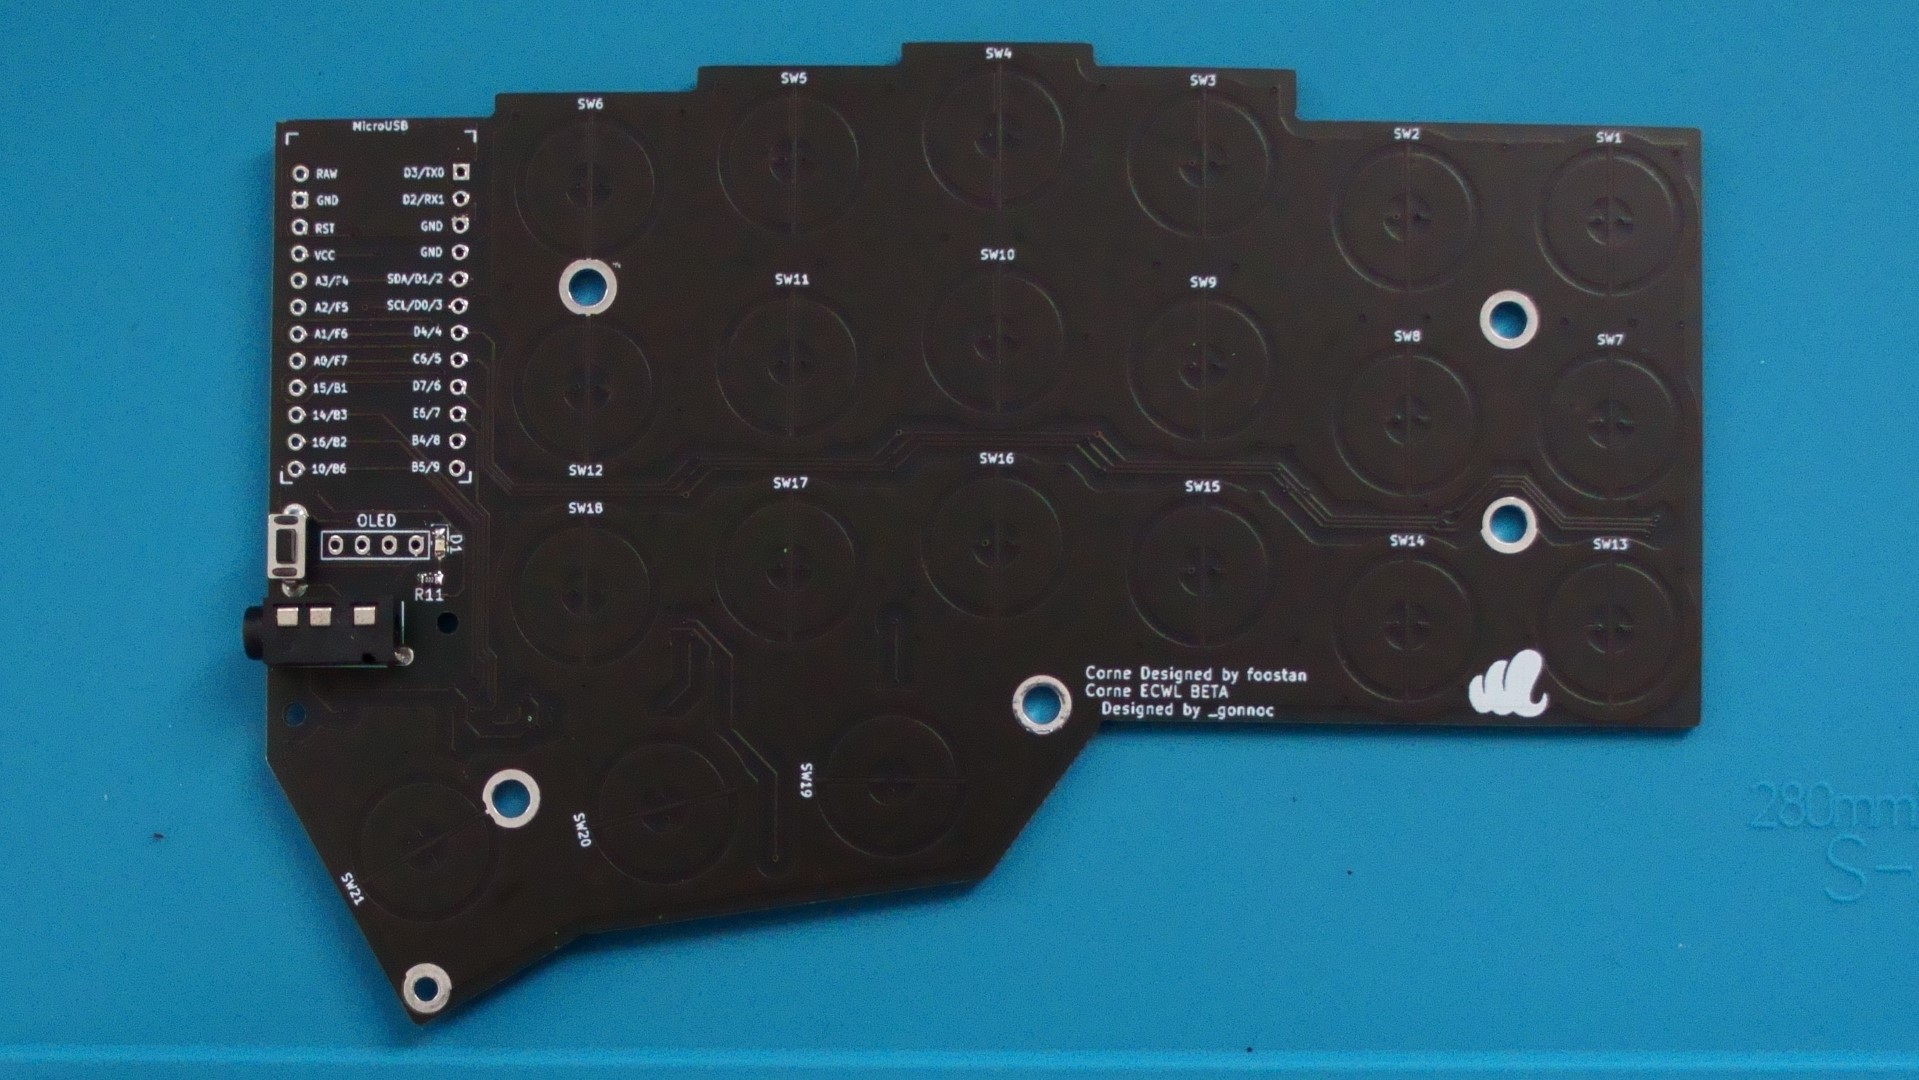 SW4
SW5
SW3
SW6
MicroUSB
SW2
SW1
RAW D3/TX0
GND D2/RX1
RST GND
VCC GND
A3/F4 SDA/D1/2
A2/F5 SCL/D0/3
A1/F6 D4/4
A0/F7 C6/5
15/B1 D7/6
14/B3 E6/7
16/B2 B4/8
10/B6 B5/9
SW10
SW11
SW9
SW8
SW7
SW12
SW16
SW17
SW15
SW18
OLED
D1
SW14
SW13
R11
Corne Designed by foostan
Corne ECWL BETA
Designed by _gonnoc
SW19
SW20
SW21
280mm
S-